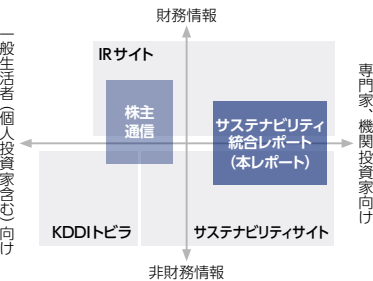 財務情報
IRサイト
株主
通信
サステナビリティ
統合レポート
(本レポート)
一般生活者(個人投資家含む)向け
専門家、機関投資家向け
KDDIトビラ
サステナビリティサイト
非財務情報